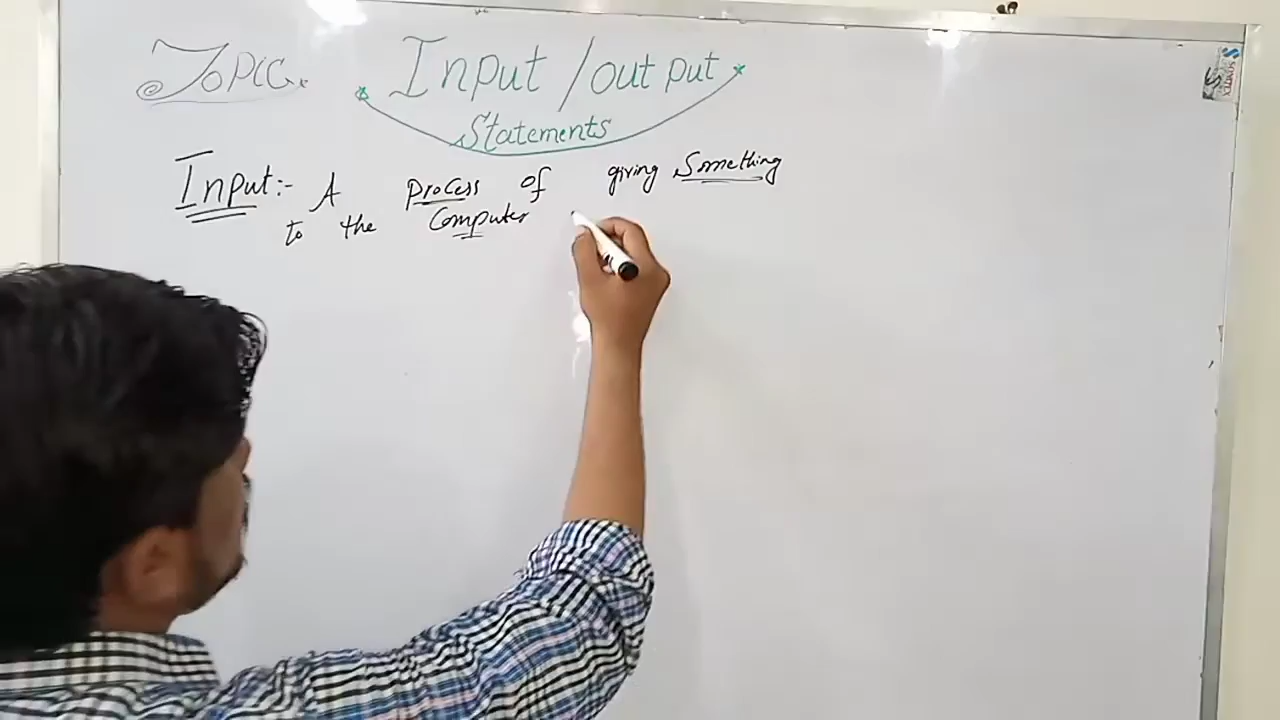 TOPIC. Input/output
Statements
Input:- A process of giving Something
to the Computer